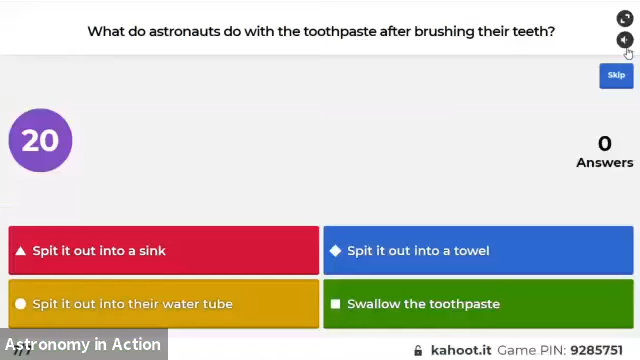 What do astronauts do with the toothpaste after brushing their teeth?
Skip
20
0
Answers
Spit it out into a sink
Spit it out into a towel
Spit it out into their water tube
Swallow the toothpaste
Astronomy in Action
7/7
kahoot.it Game PIN: 9285751